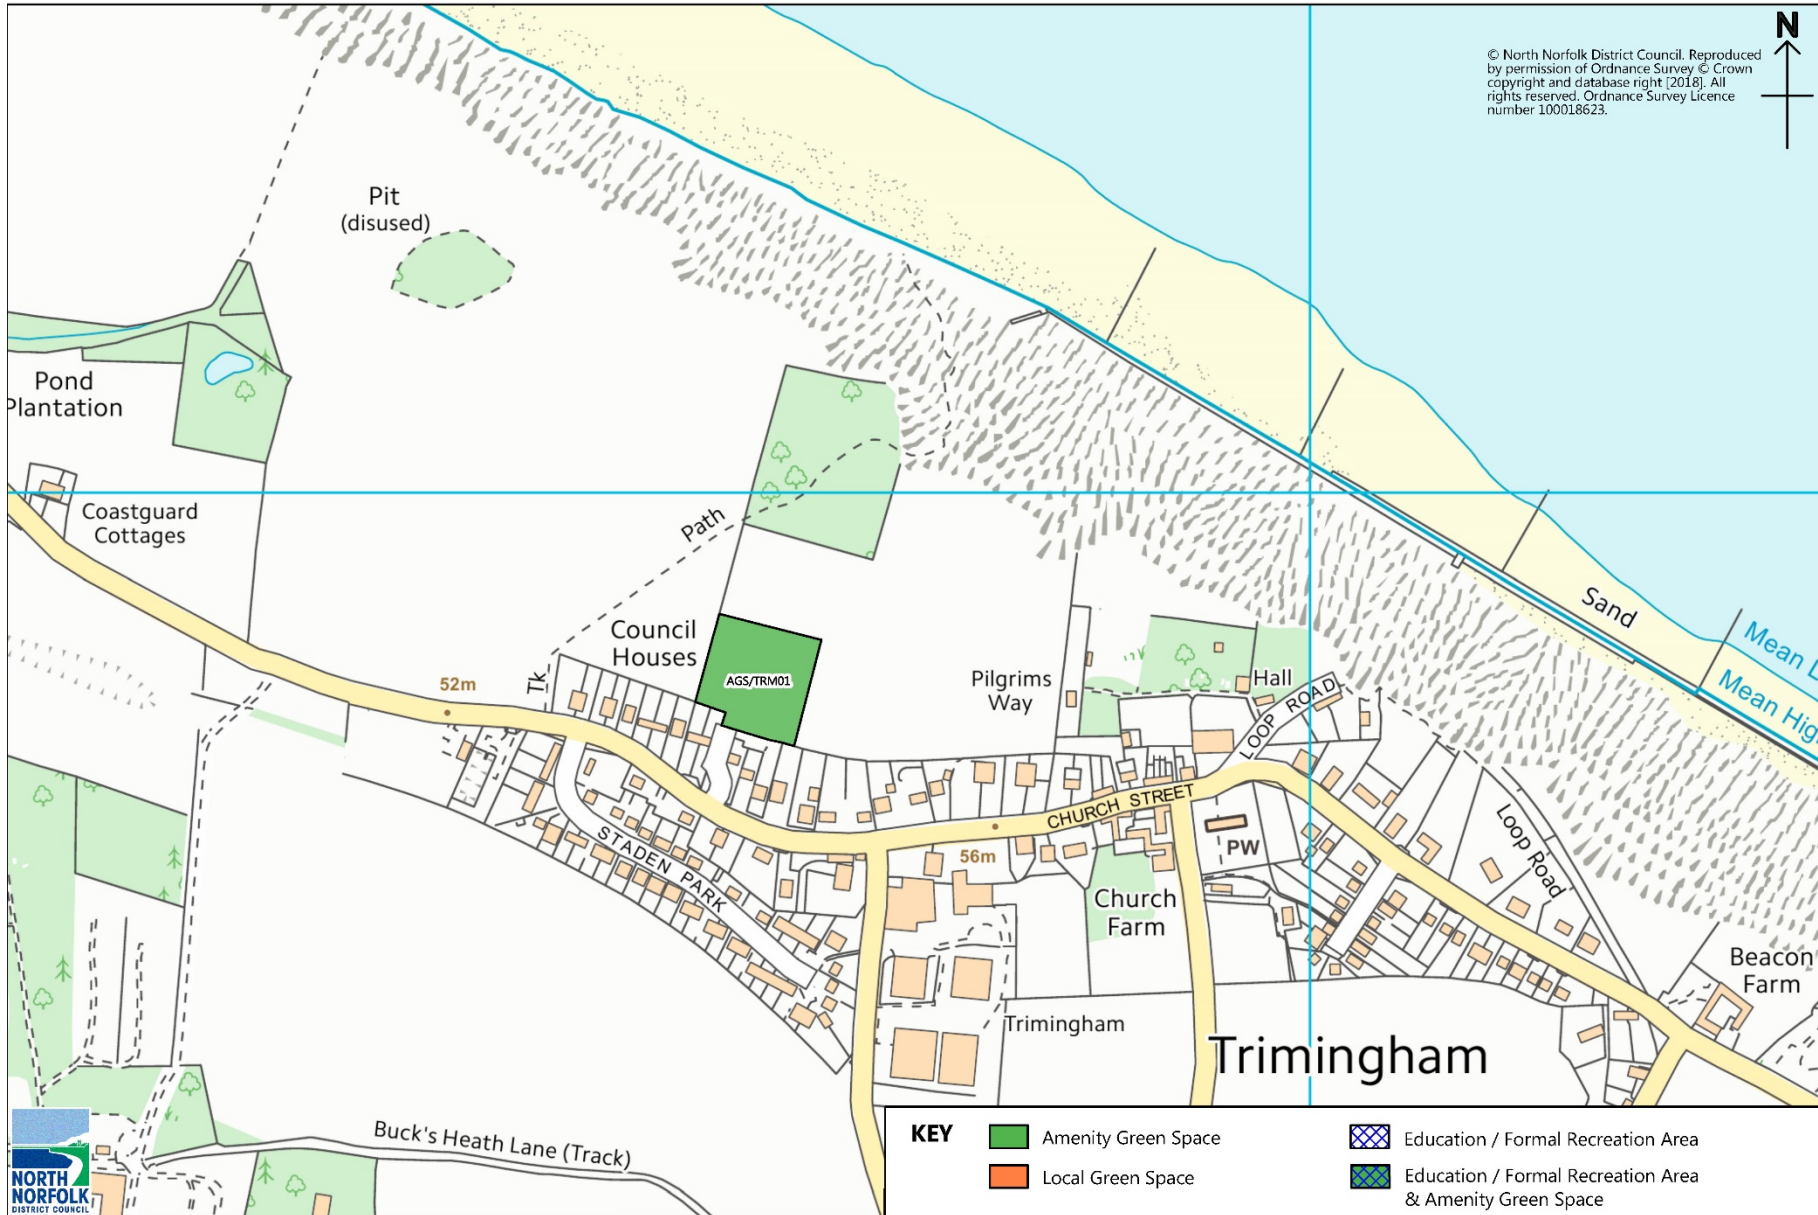 N
© North Norfolk District Council. Reproduced
by permission of Ordnance Survey © Crown
copyright and database right [2018]. All
rights reserved. Ordnance Survey Licence
number 100018623.
Pit
(disused)
Pond
Plantation
Coastguard
Cottages
Path
Sand
Mean L
Mean Hig
Council
Houses
AGS/TRM01
Tk
52m
Pilgrims
Way
Hall
LOOP ROAD
CHURCH STREET
STADEN PARK
56m
PW
Loop Road
Church
Farm
Beacon
Farm
Trimingham
Trimingham
Buck's Heath Lane (Track)
KEY
Amenity Green Space
Local Green Space
Education / Formal Recreation Area
Education / Formal Recreation Area
& Amenity Green Space
NORTH
NORFOLK
DISTRICT COUNCIL